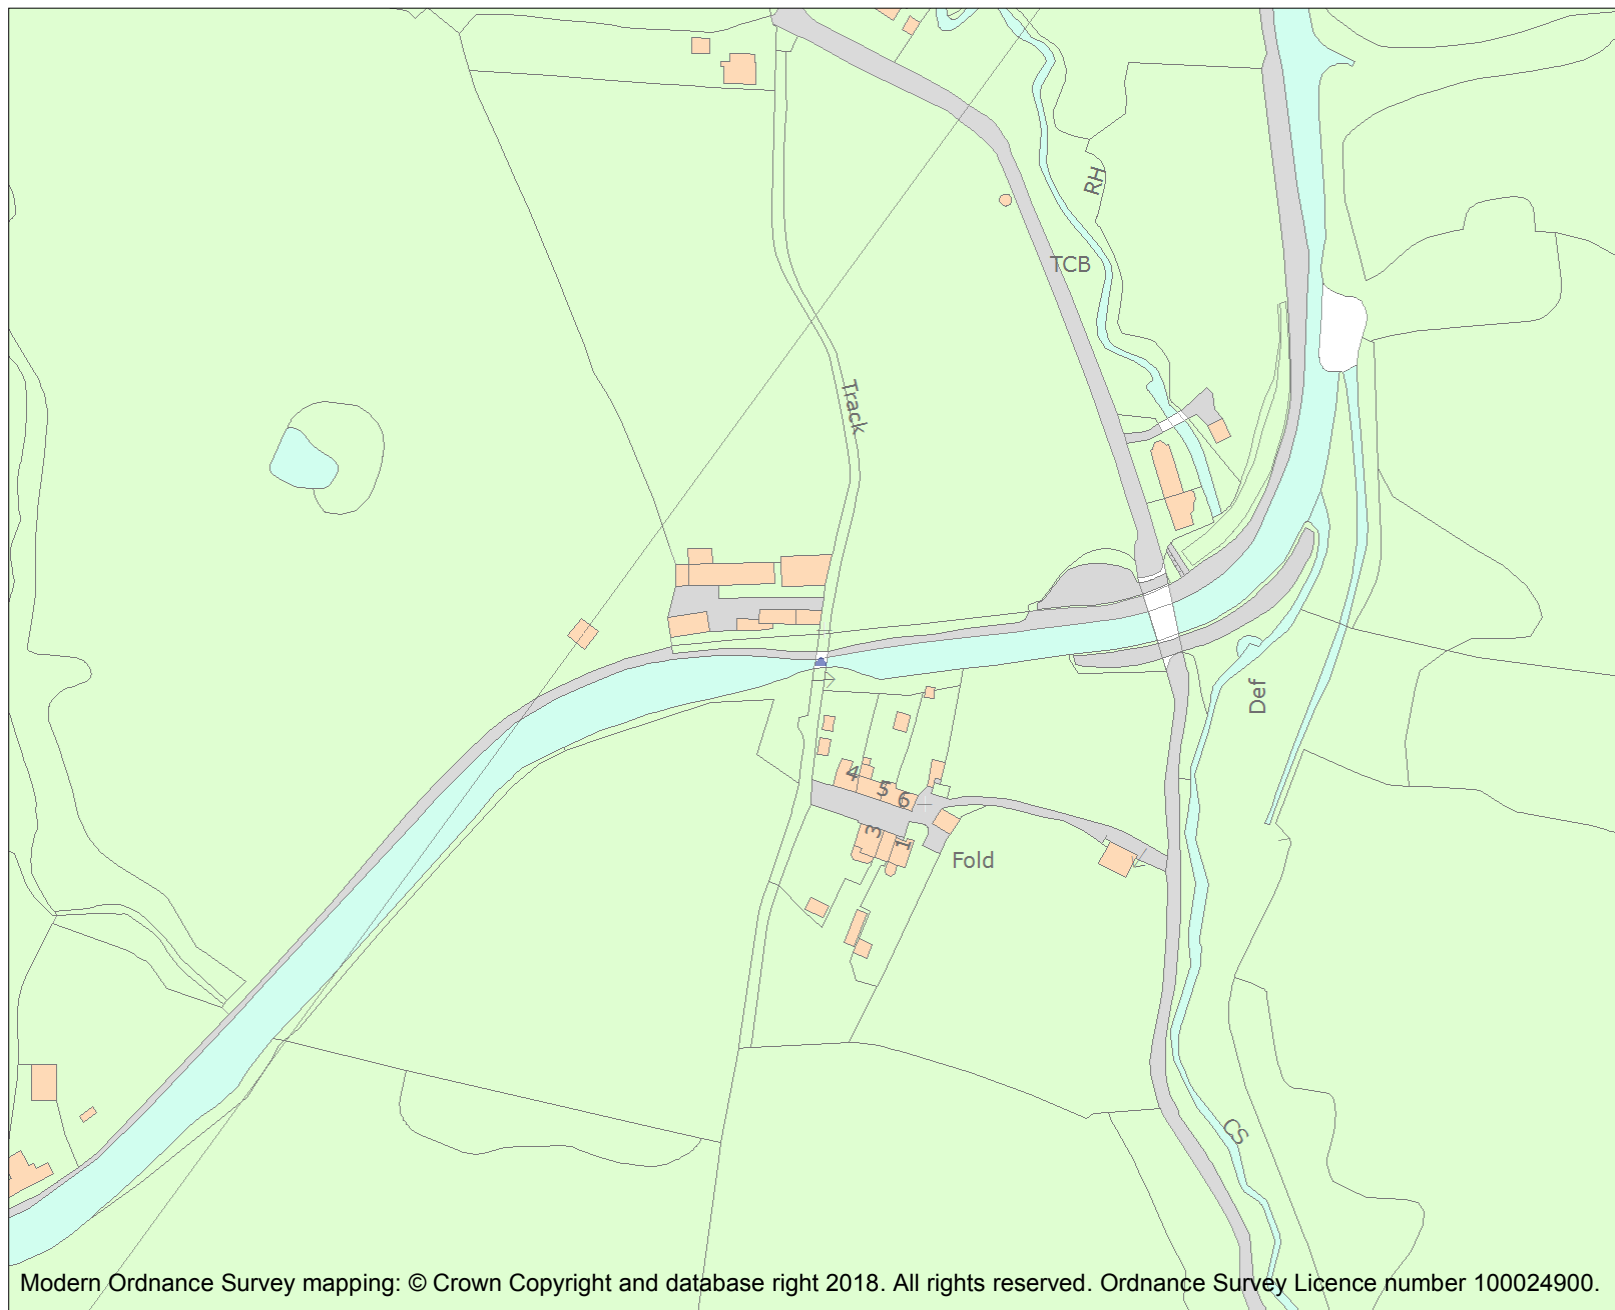 RH
TCB
Track
Def
4
5
6
3
1
Fold
CS
Modern Ordnance Survey mapping: © Crown Copyright and database right 2018. All rights reserved. Ordnance Survey Licence number 100024900.